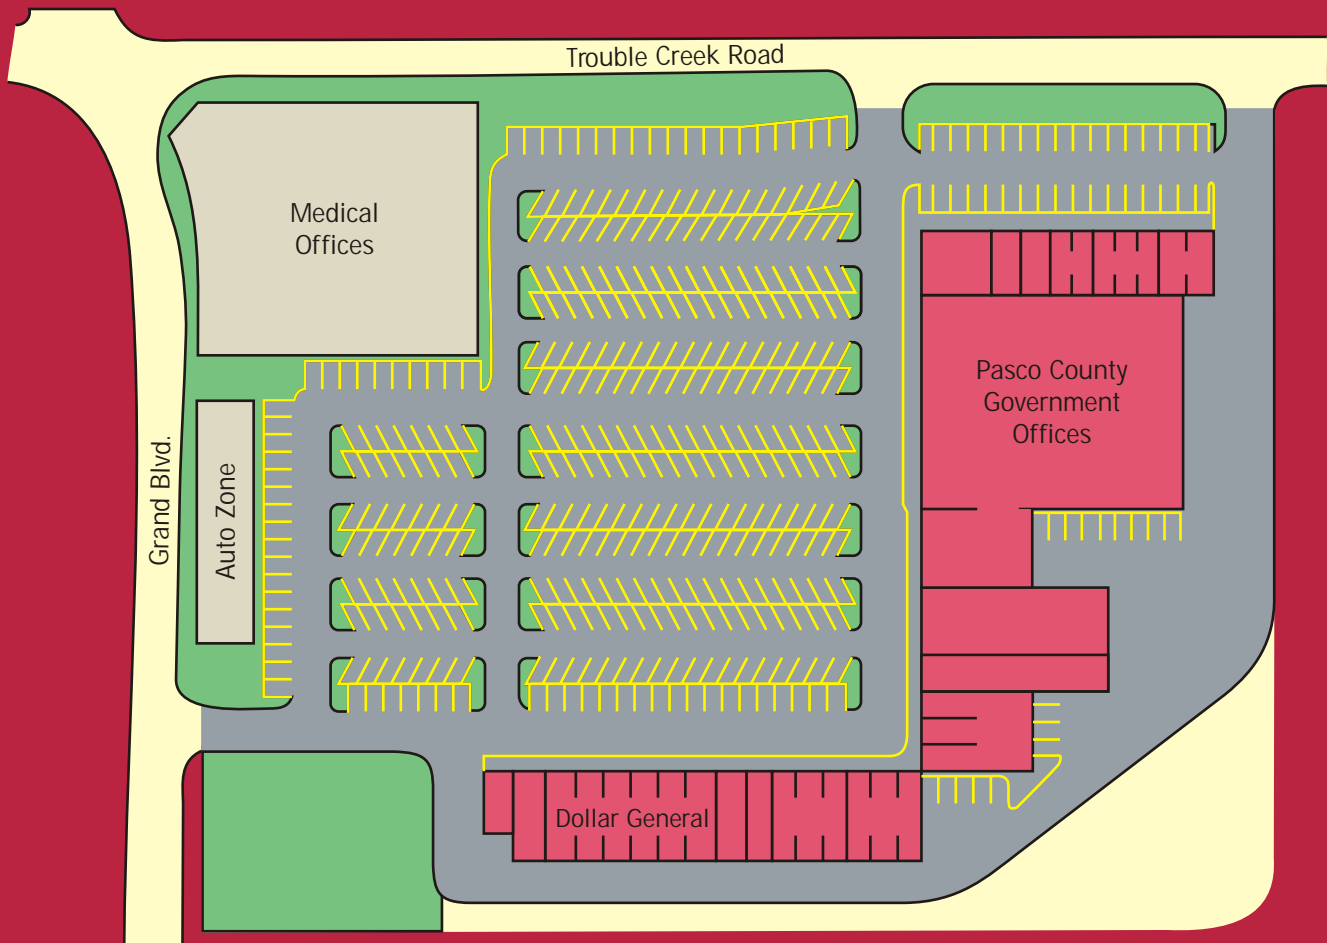 Trouble Creek Road
Medical
Offices
Pasco County
Government
Offices
Grand Blvd.
Auto Zone
Dollar General